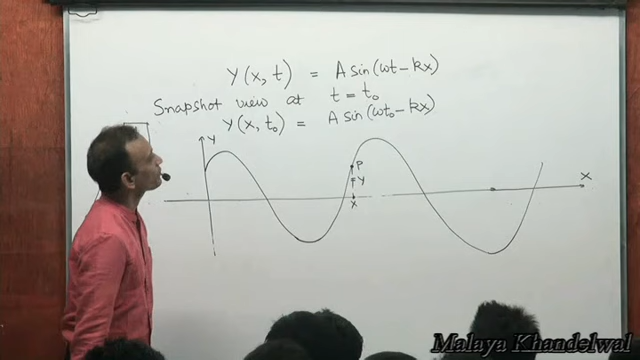 Y(x, t) = A sin(ωt – kx)
Snapshot view at t = t₀
Y(x, t₀) = A sin(ωt₀ – kx)
Y
P
Y
x
X
Malaya Khandelwal